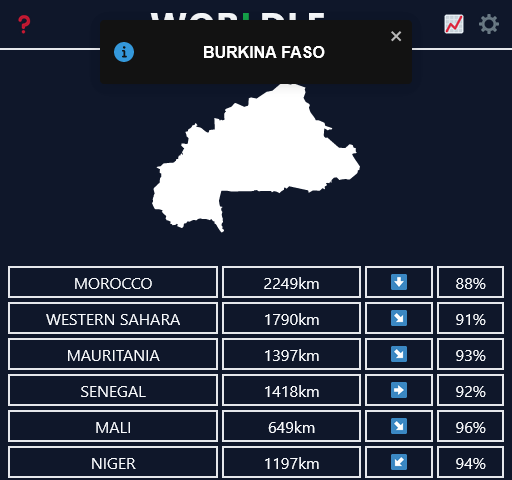 WORLDLE
BURKINA FASO
MOROCCO 2249km 88%
WESTERN SAHARA 1790km 91%
MAURITANIA 1397km 93%
SENEGAL 1418km 92%
MALI 649km 96%
NIGER 1197km 94%